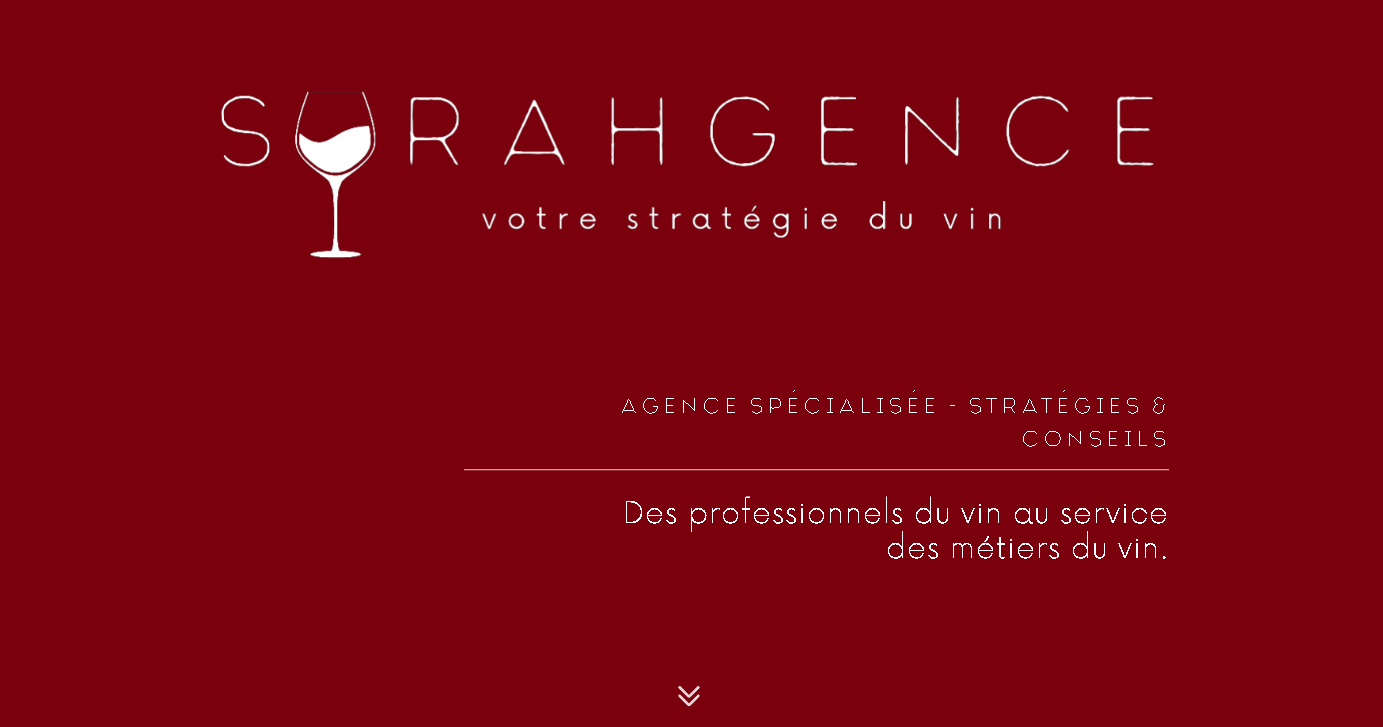 SYRAHGENCE
votre stratégie du vin
AGENCE SPÉCIALISÉE - STRATÉGIES &
CONSEILS
Des professionnels du vin au service
des métiers du vin.